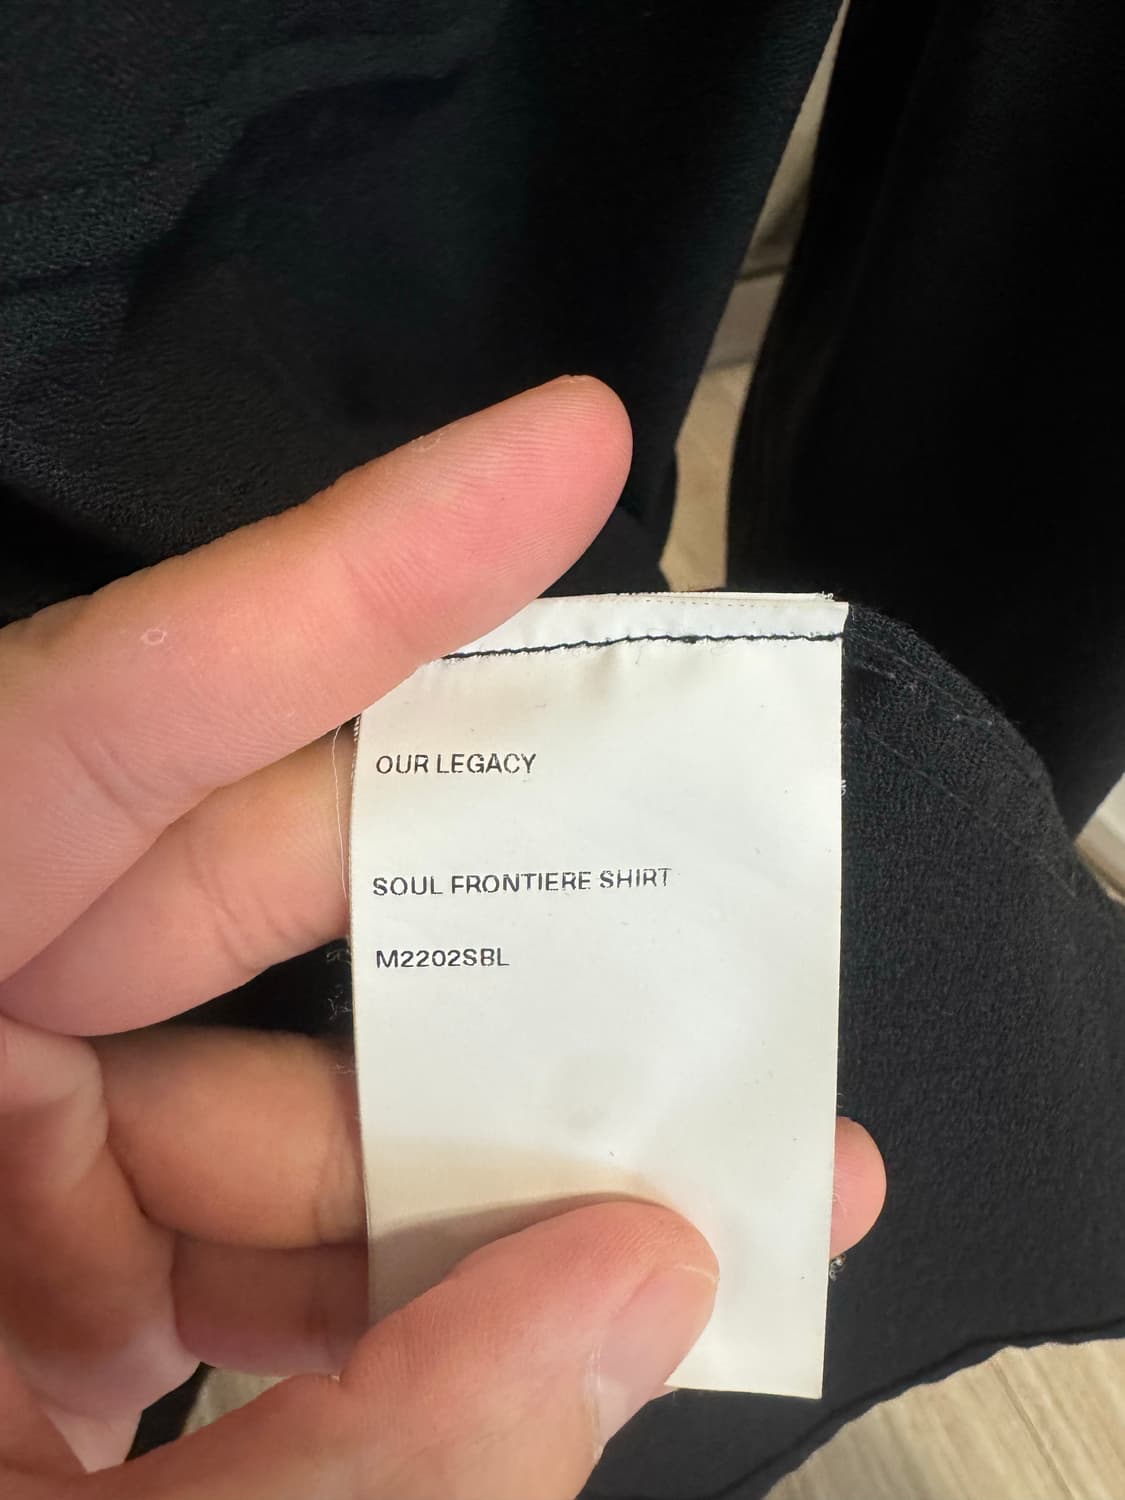 OUR LEGACY
SOUL FRONTIERE SHIRT
M2202SBL